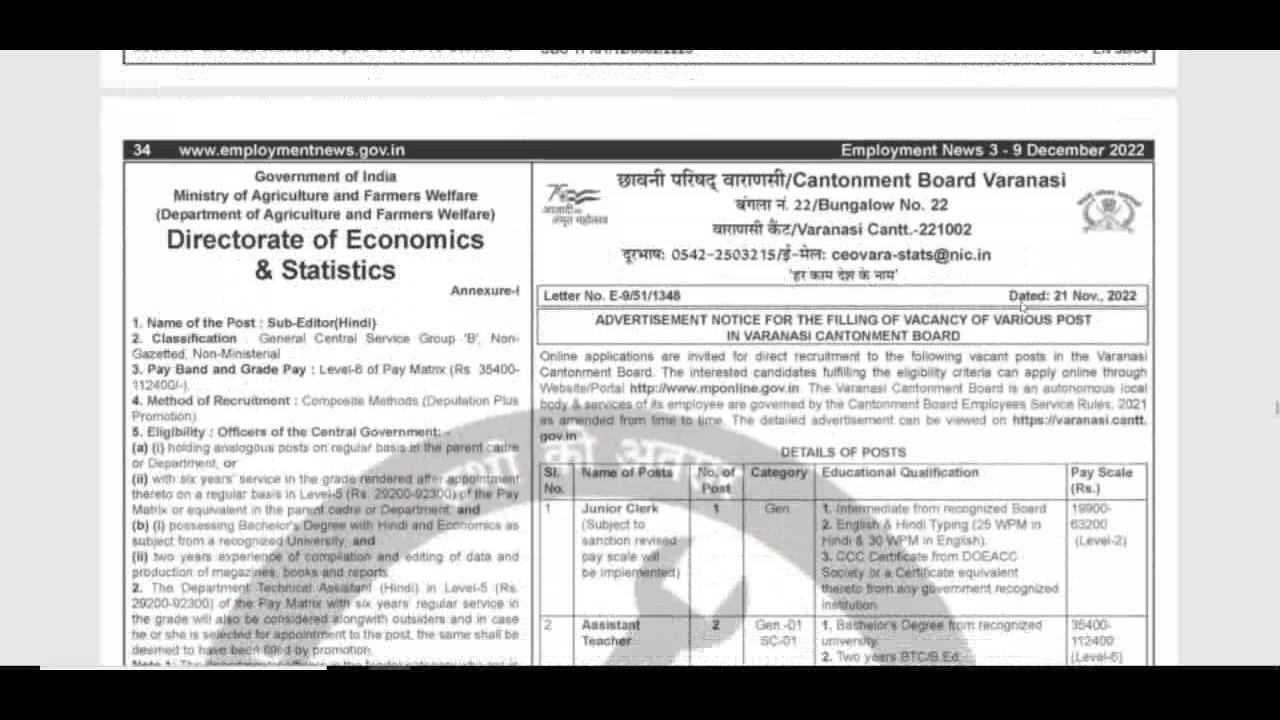 34 www.employmentnews.gov.in
Employment News 3 - 9 December 2022
Government of India
Ministry of Agriculture and Farmers Welfare
(Department of Agriculture and Farmers Welfare)
Directorate of Economics
& Statistics
Annexure-I
1. Name of the Post : Sub-Editor(Hindi)
2. Classification : General Central Service Group 'B', Non-
Gazetted, Non-Ministerial
3. Pay Band and Grade Pay : Level-6 of Pay Matrix (Rs. 35400-
112400/-).
4. Method of Recruitment : Composite Methods (Deputation Plus
Promotion)
5. Eligibility : Officers of the Central Government: -
(a) (i) holding analogous posts on regular basis in the parent cadre
or Department, or
(ii) with six years' service in the grade rendered after appointment
thereto on a regular basis in Level-5 (Rs. 29200-92300) of the Pay
Matrix or equivalent in the parent cadre or Department; and
(b) (i) possessing Bachelor's Degree with Hindi and Economics as
subject from a recognized University, and
(ii) two years experience of compilation and editing of data and
production of magazines, books and reports.
2. The Department Technical Assistant (Hindi) in Level-5 (Rs.
29200-92300) of the Pay Matrix with six years' regular service in
the grade will also be considered alongwith outsiders and in case
he or she is selected for appointment to the post, the same shall be
deemed to have been filled by promotion.
आज़ादी का
अमृत महोत्सव
छावनी परिषद् वाराणसी/Cantonment Board Varanasi
बंगला नं. 22/Bungalow No. 22
वाराणसी कैंट/Varanasi Cantt.-221002
दूरभाषः 0542-2503215/ई-मेलः ceovara-stats@nic.in
'हर काम देश के नाम'
Letter No. E-9/51/1348 Dated: 21 Nov., 2022
ADVERTISEMENT NOTICE FOR THE FILLING OF VACANCY OF VARIOUS POST
IN VARANASI CANTONMENT BOARD
Online applications are invited for direct recruitment to the following vacant posts in the Varanasi
Cantonment Board. The interested candidates fulfilling the eligibility criteria can apply online through
Website/Portal http://www.mponline.gov.in. The Varanasi Cantonment Board is an autonomous local
body & services of its employee are governed by the Cantonment Board Employees Service Rules, 2021
as amended from time to time. The detailed advertisement can be viewed on https://varanasi.cantt.
gov.in
DETAILS OF POSTS
Sl. Name of Posts No. of Category Educational Qualification Pay Scale
No. Post (Rs.)
1 Junior Clerk 1 Gen 1. Intermediate from recognized Board 19900-
(Subject to 2. English & Hindi Typing (25 WPM in 63200
sanction revised Hindi & 30 WPM in English). (Level-2)
pay scale will 3. CCC Certificate from DOEACC
be implemented) Society or a Certificate equivalent
thereto from any government recognized
institution.
2 Assistant 2 Gen.-01 1. Bachelor's Degree from recognized 35400-
Teacher SC-01 university. 112400
2. Two years BTC/B.Ed. (Level-6)